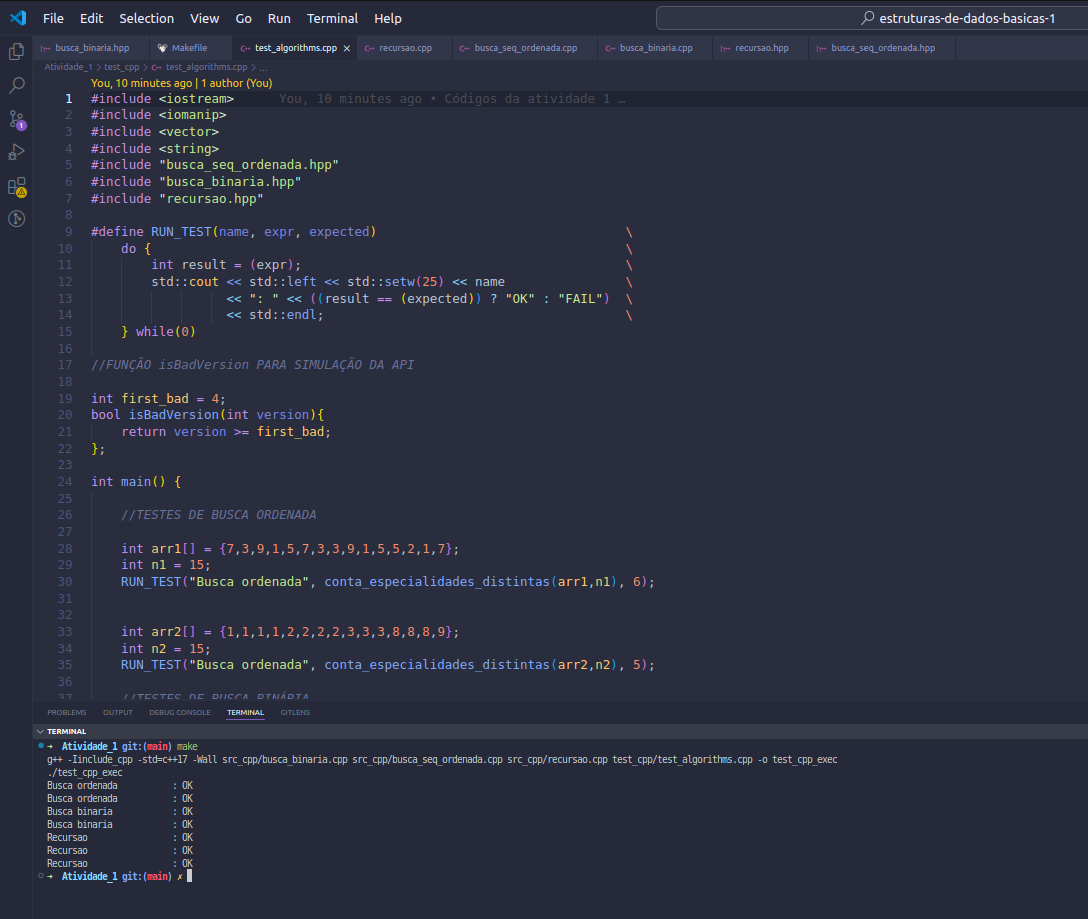 File Edit Selection View Go Run Terminal Help estruturas-de-dados-basicas-1
busca_binaria.hpp Makefile test_algorithms.cpp × recursao.cpp busca_seq_ordenada.cpp busca_binaria.cpp recursao.hpp busca_seq_ordenada.hpp
Atividade_1 > test_cpp > test_algorithms.cpp > ...
You, 10 minutes ago | 1 author (You)
1 #include <iostream> You, 10 minutes ago • Códigos da atividade 1 …
2 #include <iomanip>
3 #include <vector>
4 #include <string>
5 #include "busca_seq_ordenada.hpp"
6 #include "busca_binaria.hpp"
7 #include "recursao.hpp"
8
9 #define RUN_TEST(name, expr, expected) \
10 do { \
11 int result = (expr); \
12 std::cout << std::left << std::setw(25) << name \
13 << ": " << ((result == (expected)) ? "OK" : "FAIL") \
14 << std::endl; \
15 } while(0)
16
17 //FUNÇÃO isBadVersion PARA SIMULAÇÃO DA API
18
19 int first_bad = 4;
20 bool isBadVersion(int version){
21 return version >= first_bad;
22 };
23
24 int main() {
25
26 //TESTES DE BUSCA ORDENADA
27
28 int arr1[] = {7,3,9,1,5,7,3,3,9,1,5,5,2,1,7};
29 int n1 = 15;
30 RUN_TEST("Busca ordenada", conta_especialidades_distintas(arr1,n1), 6);
31
32
33 int arr2[] = {1,1,1,1,2,2,2,2,3,3,3,8,8,8,9};
34 int n2 = 15;
35 RUN_TEST("Busca ordenada", conta_especialidades_distintas(arr2,n2), 5);
36
37 //TESTES DE BUSCA BINÁRIA
PROBLEMS OUTPUT DEBUG CONSOLE TERMINAL GITLENS
TERMINAL
→ Atividade_1 git:(main) make
g++ -Iinclude_cpp -std=c++17 -Wall src_cpp/busca_binaria.cpp src_cpp/busca_seq_ordenada.cpp src_cpp/recursao.cpp test_cpp/test_algorithms.cpp -o test_cpp_exec
./test_cpp_exec
Busca ordenada : OK
Busca ordenada : OK
Busca binaria : OK
Busca binaria : OK
Recursao : OK
Recursao : OK
Recursao : OK
→ Atividade_1 git:(main) ✗